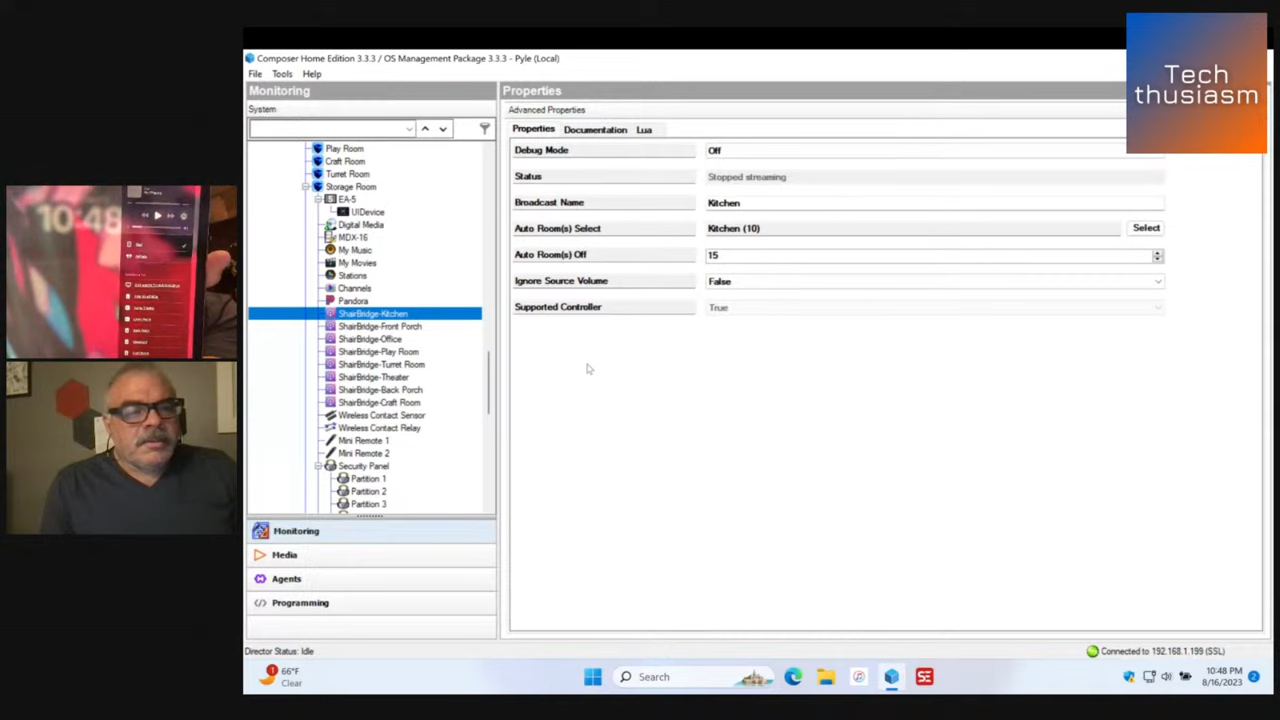 Tech
thusiasm
Composer Home Edition 3.3.3 / OS Management Package 3.3.3 - Pyle (Local)
File Tools Help
Monitoring
System
Play Room
Craft Room
Turret Room
Storage Room
EA-5
UIDevice
Digital Media
MDX-16
My Music
My Movies
Stations
Channels
Pandora
ShairBridge-Kitchen
ShairBridge-Front Porch
ShairBridge-Office
ShairBridge-Play Room
ShairBridge-Turret Room
ShairBridge-Theater
ShairBridge-Back Porch
ShairBridge-Craft Room
Wireless Contact Sensor
Wireless Contact Relay
Mini Remote 1
Mini Remote 2
Security Panel
Partition 1
Partition 2
Partition 3
Monitoring
Media
Agents
Programming
Properties
Advanced Properties
Properties Documentation Lua
Debug Mode Off
Status Stopped streaming
Broadcast Name Kitchen
Auto Room(s) Select Kitchen (10) Select
Auto Room(s) Off 15
Ignore Source Volume False
Supported Controller True
10:48
Director Status: Idle
Connected to 192.168.1.199 (SSL)
1
66°F
Clear
Search
SE
10:48 PM
8/16/2023
2